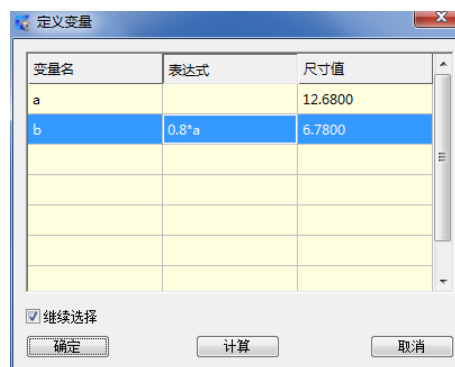 定义变量
变量名 表达式 尺寸值
a 12.6800
b 0.8*a 6.7800
继续选择
确定 计算 取消